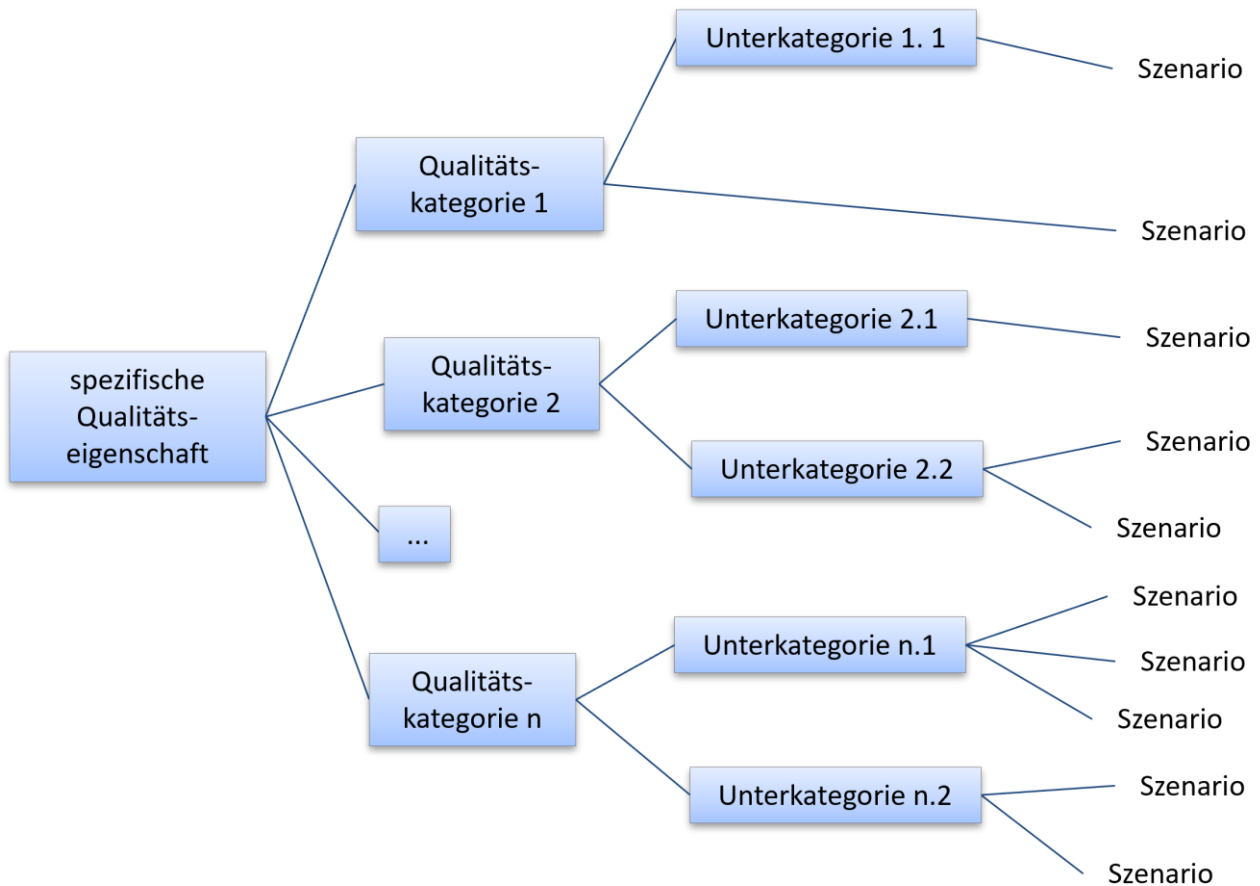 Unterkategorie 1. 1
Szenario
Qualitäts-
kategorie 1
Szenario
Unterkategorie 2.1
Szenario
spezifische
Qualitäts-
eigenschaft
Qualitäts-
kategorie 2
Szenario
Unterkategorie 2.2
Szenario
...
Szenario
Unterkategorie n.1
Szenario
Qualitäts-
kategorie n
Szenario
Szenario
Unterkategorie n.2
Szenario